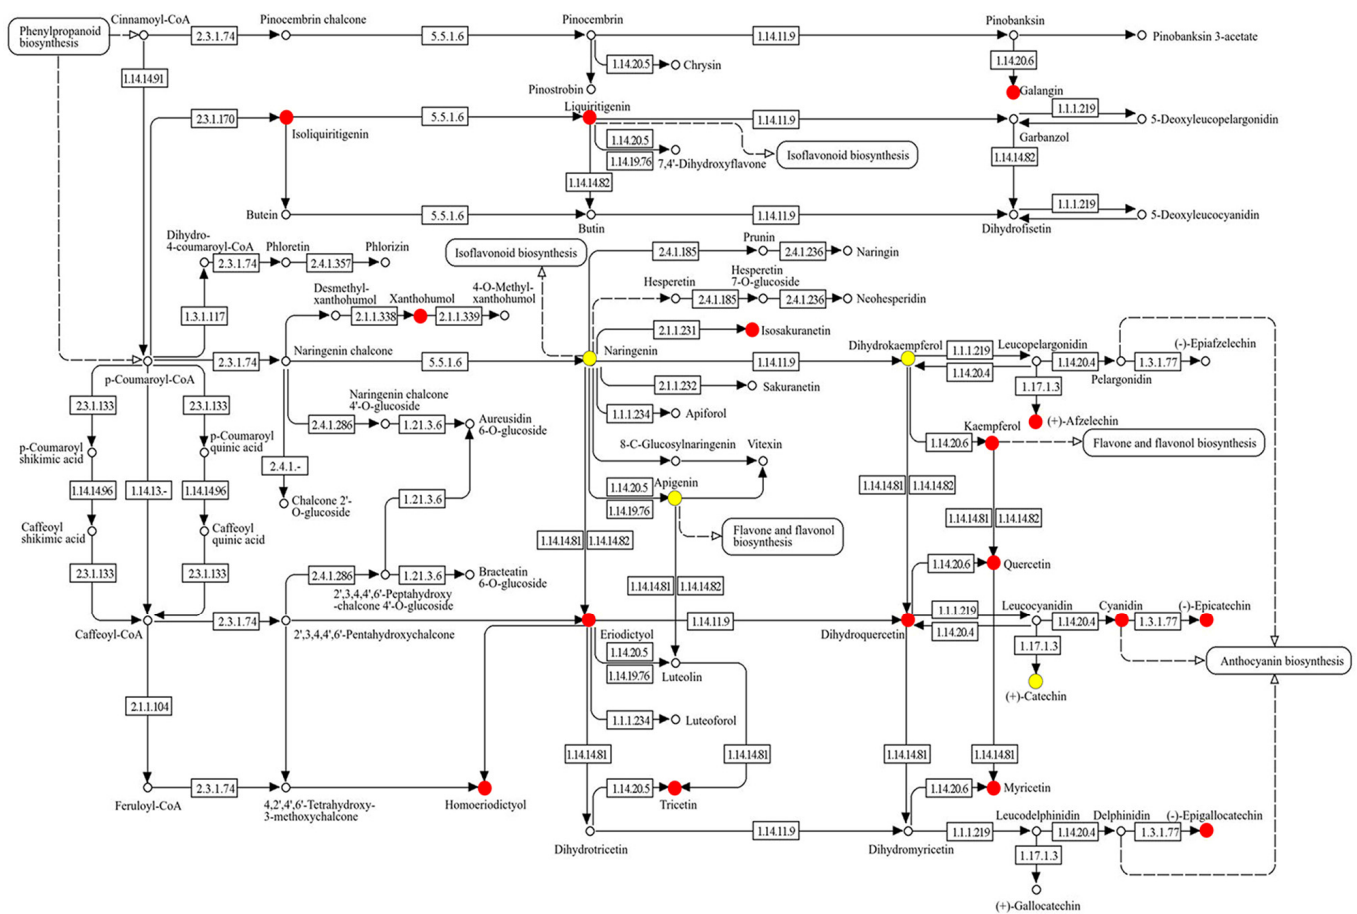 Phenylpropanoid
biosynthesis
Cinnamoyl-CoA
2.3.1.74
Pinocembrin chalcone
5.5.1.6
Pinocembrin
1.14.11.9
Pinobanksin
Pinobanksin 3-acetate
1.14.14.91
1.14.20.5
Chrysin
1.14.20.6
Pinostrobin
Galangin
2.3.1.170
Isoliquiritigenin
5.5.1.6
Liquiritigenin
1.14.11.9
Garbanzol
1.1.1.219
5-Deoxyleucopelargonidin
1.14.20.5
1.14.19.76
7,4'-Dihydroxyflavone
Isoflavonoid biosynthesis
1.14.14.82
1.14.14.82
Butein
5.5.1.6
Butin
1.14.11.9
Dihydrofisetin
1.1.1.219
5-Deoxyleucocyanidin
Dihydro-
4-coumaroyl-CoA
2.3.1.74
Phloretin
2.4.1.357
Phlorizin
Isoflavonoid biosynthesis
2.4.1.185
Prunin
2.4.1.236
Naringin
Hesperetin
2.4.1.185
Hesperetin
7-O-glucoside
2.4.1.236
Neohesperidin
1.3.1.117
Desmethyl-
xanthohumol
2.1.1.338
Xanthohumol
2.1.1.339
4-O-Methyl-
xanthohumol
2.1.1.231
Isosakuranetin
p-Coumaroyl-CoA
2.3.1.74
Naringenin chalcone
5.5.1.6
Naringenin
1.14.11.9
Dihydrokaempferol
1.1.1.219
1.14.20.4
Leucopelargonidin
1.14.20.4
Pelargonidin
1.3.1.77
(-)-Epiafzelechin
2.1.1.232
Sakuranetin
1.17.1.3
(+)-Afzelechin
2.3.1.133
2.3.1.133
Naringenin chalcone
4'-O-glucoside
2.4.1.286
1.21.3.6
Aureusidin
6-O-glucoside
1.1.1.234
Apiforol
Kaempferol
1.14.20.6
Flavone and flavonol biosynthesis
p-Coumaroyl
shikimic acid
p-Coumaroyl
quinic acid
2.4.1.-
8-C-Glucosylnaringenin
Vitexin
1.14.14.96
1.14.13.-
1.14.14.96
Chalcone 2'-
O-glucoside
1.21.3.6
1.14.20.5
1.14.19.76
Apigenin
1.14.14.81
1.14.14.82
1.14.14.81
1.14.14.82
Caffeoyl
shikimic acid
Caffeoyl
quinic acid
1.14.14.81
1.14.14.82
Flavone and flavonol
biosynthesis
2.3.1.133
2.3.1.133
2.4.1.286
1.21.3.6
Bracteatin
6-O-glucoside
2',3,4,4',6'-Peptahydroxy
-chalcone 4'-O-glucoside
1.14.14.81
1.14.14.82
1.14.20.6
Quercetin
Caffeoyl-CoA
2.3.1.74
2',3,4,4',6'-Pentahydroxychalcone
Eriodictyol
1.14.11.9
Dihydroquercetin
1.1.1.219
1.14.20.4
Leucocyanidin
1.14.20.4
Cyanidin
1.3.1.77
(-)-Epicatechin
1.14.20.5
1.14.19.76
Luteolin
1.17.1.3
(+)-Catechin
Anthocyanin biosynthesis
2.1.1.104
1.1.1.234
Luteoforol
1.14.14.81
1.14.14.81
1.14.14.81
1.14.14.81
Feruloyl-CoA
2.3.1.74
4,2',4',6'-Tetrahydroxy-
3-methoxychalcone
Homoeriodictyol
1.14.20.5
Tricetin
1.14.20.6
Myricetin
Dihydrotricetin
1.14.11.9
Dihydromyricetin
1.1.1.219
Leucodelphinidin
1.14.20.4
Delphinidin
1.3.1.77
(-)-Epigallocatechin
1.17.1.3
(+)-Gallocatechin